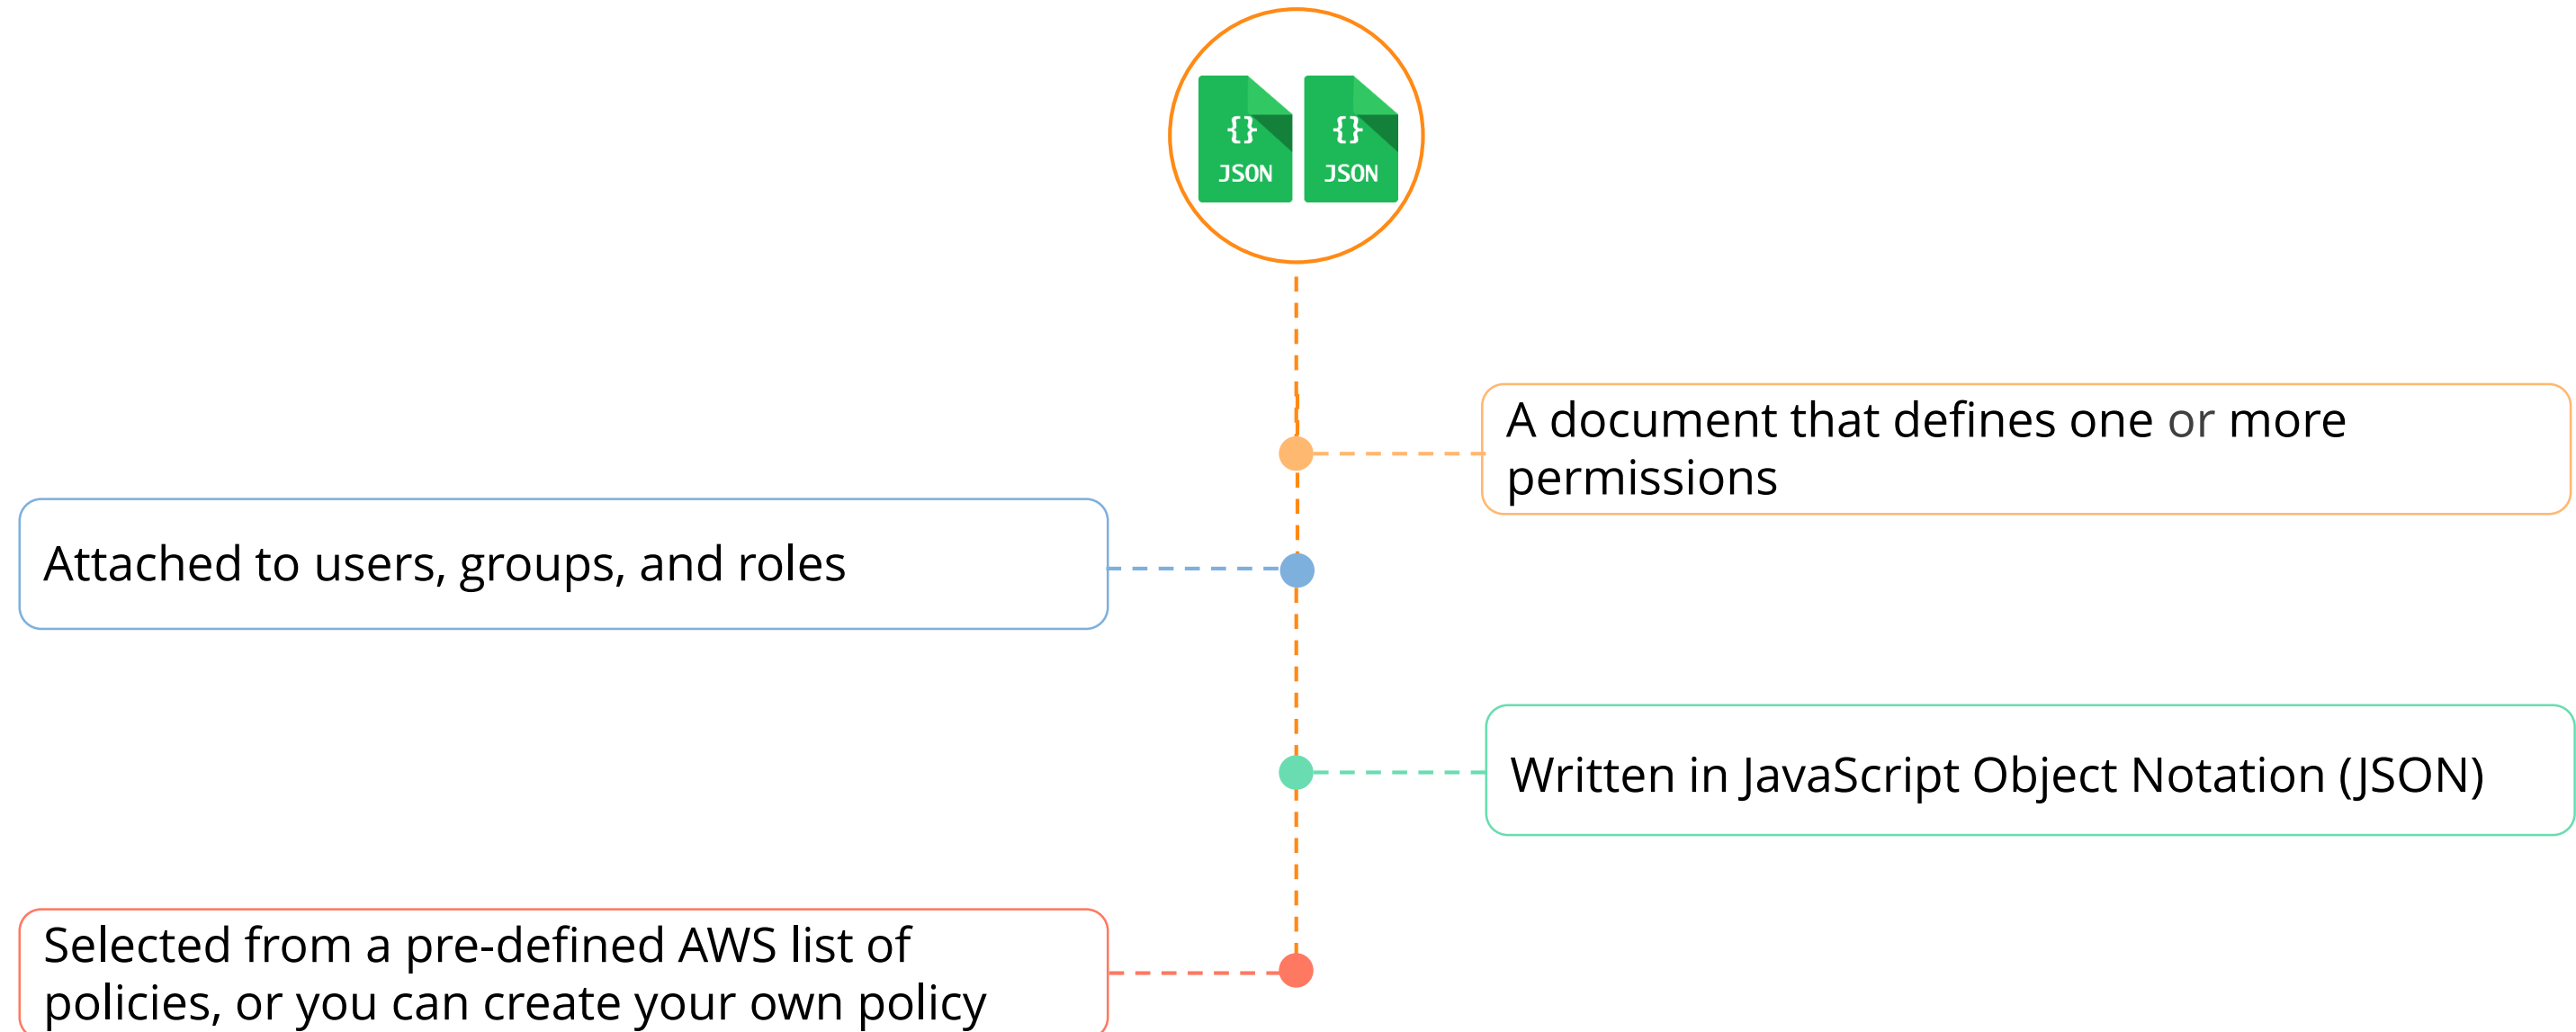 {} {}
JSON JSON
A document that defines one or more
permissions
Attached to users, groups, and roles
Written in JavaScript Object Notation (JSON)
Selected from a pre-defined AWS list of
policies, or you can create your own policy